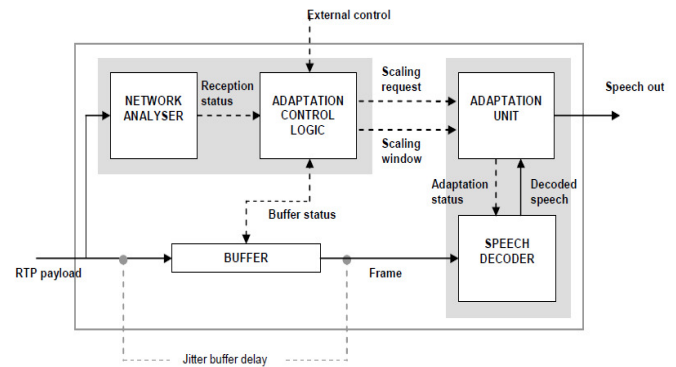 External control
NETWORK
ANALYSER
Reception
status
ADAPTATION
CONTROL
LOGIC
Scaling
request
Scaling
window
ADAPTATION
UNIT
Speech out
Buffer status
Adaptation
status
Decoded
speech
RTP payload
BUFFER
Frame
SPEECH
DECODER
Jitter buffer delay